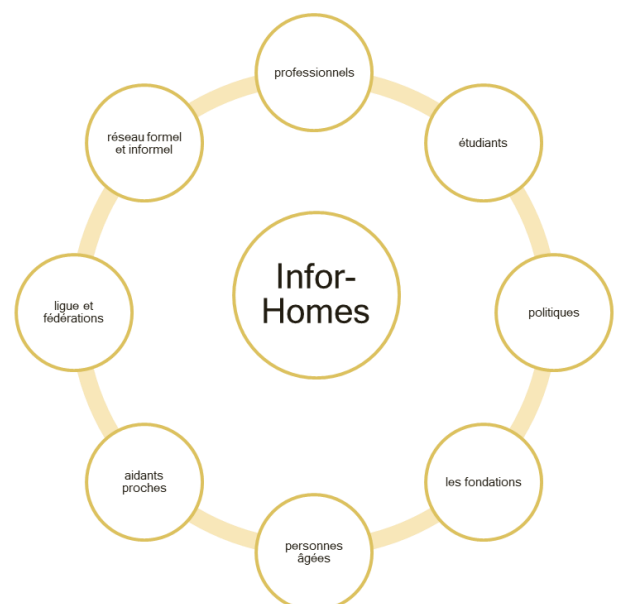 professionnels
étudiants
politiques
les fondations
personnes
âgées
aidants
proches
ligue et
fédérations
réseau formel
et informel
Infor-
Homes